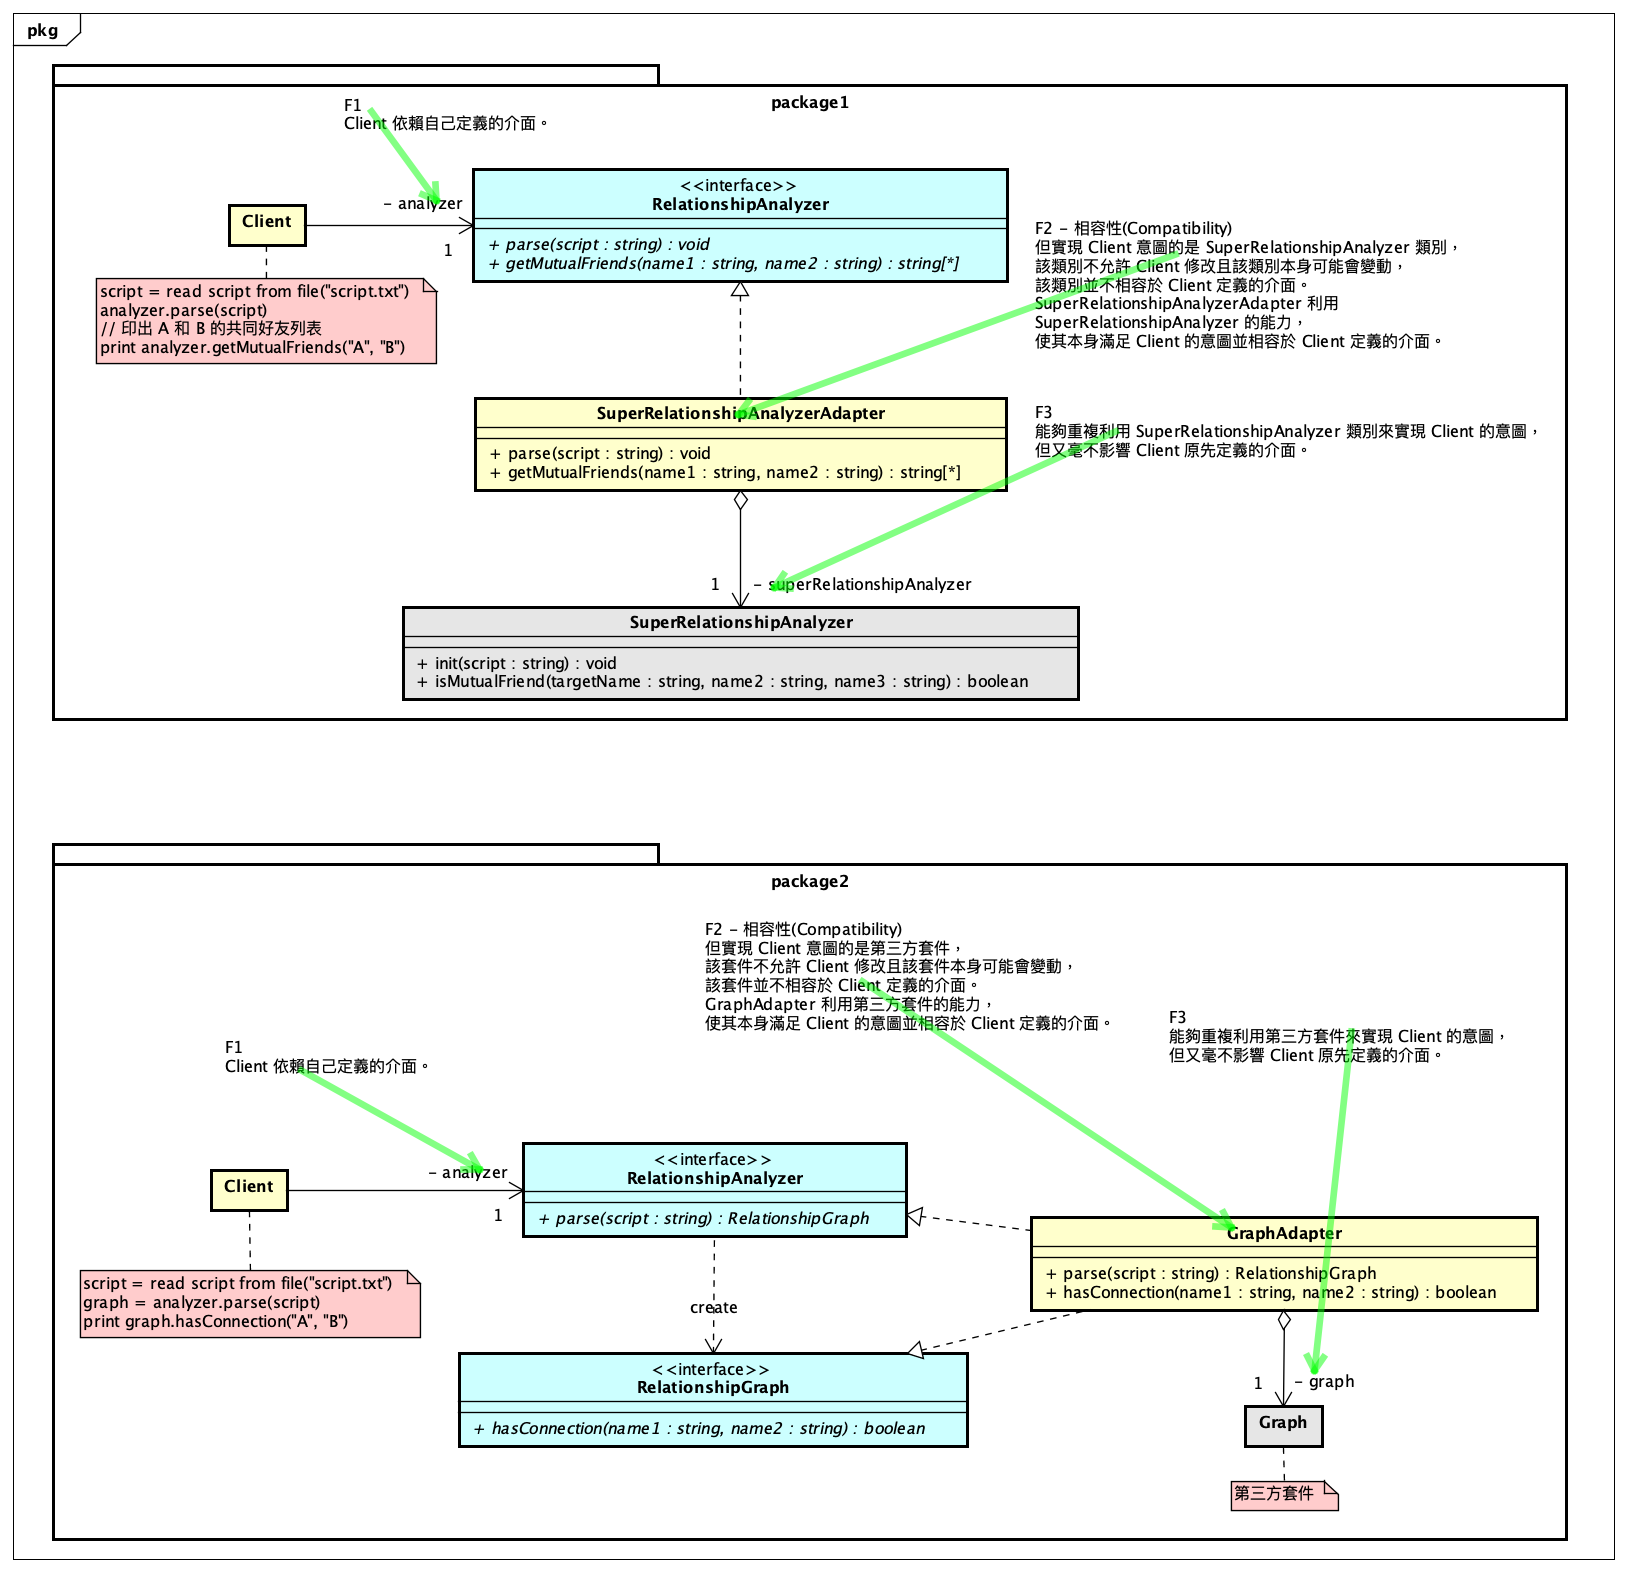 pkg
package1
F1
Client 依賴自己定義的介面。
Client
- analyzer
1
<<interface>>
RelationshipAnalyzer
+ parse(script : string) : void
+ getMutualFriends(name1 : string, name2 : string) : string[*]
script = read script from file("script.txt")
analyzer.parse(script)
// 印出 A 和 B 的共同好友列表
print analyzer.getMutualFriends("A", "B")
F2 - 相容性(Compatibility)
但實現 Client 意圖的是 SuperRelationshipAnalyzer 類別，
該類別不允許 Client 修改且該類別本身可能會變動，
該類別並不相容於 Client 定義的介面。
SuperRelationshipAnalyzerAdapter 利用
SuperRelationshipAnalyzer 的能力，
使其本身滿足 Client 的意圖並相容於 Client 定義的介面。
SuperRelationshipAnalyzerAdapter
+ parse(script : string) : void
+ getMutualFriends(name1 : string, name2 : string) : string[*]
F3
能夠重複利用 SuperRelationshipAnalyzer 類別來實現 Client 的意圖，
但又毫不影響 Client 原先定義的介面。
1
- superRelationshipAnalyzer
SuperRelationshipAnalyzer
+ init(script : string) : void
+ isMutualFriend(targetName : string, name2 : string, name3 : string) : boolean
package2
F2 - 相容性(Compatibility)
但實現 Client 意圖的是第三方套件，
該套件不允許 Client 修改且該套件本身可能會變動，
該套件並不相容於 Client 定義的介面。
GraphAdapter 利用第三方套件的能力，
使其本身滿足 Client 的意圖並相容於 Client 定義的介面。
F3
能夠重複利用第三方套件來實現 Client 的意圖，
但又毫不影響 Client 原先定義的介面。
F1
Client 依賴自己定義的介面。
Client
- analyzer
1
<<interface>>
RelationshipAnalyzer
+ parse(script : string) : RelationshipGraph
GraphAdapter
+ parse(script : string) : RelationshipGraph
+ hasConnection(name1 : string, name2 : string) : boolean
script = read script from file("script.txt")
graph = analyzer.parse(script)
print graph.hasConnection("A", "B")
create
<<interface>>
RelationshipGraph
+ hasConnection(name1 : string, name2 : string) : boolean
1
- graph
Graph
第三方套件